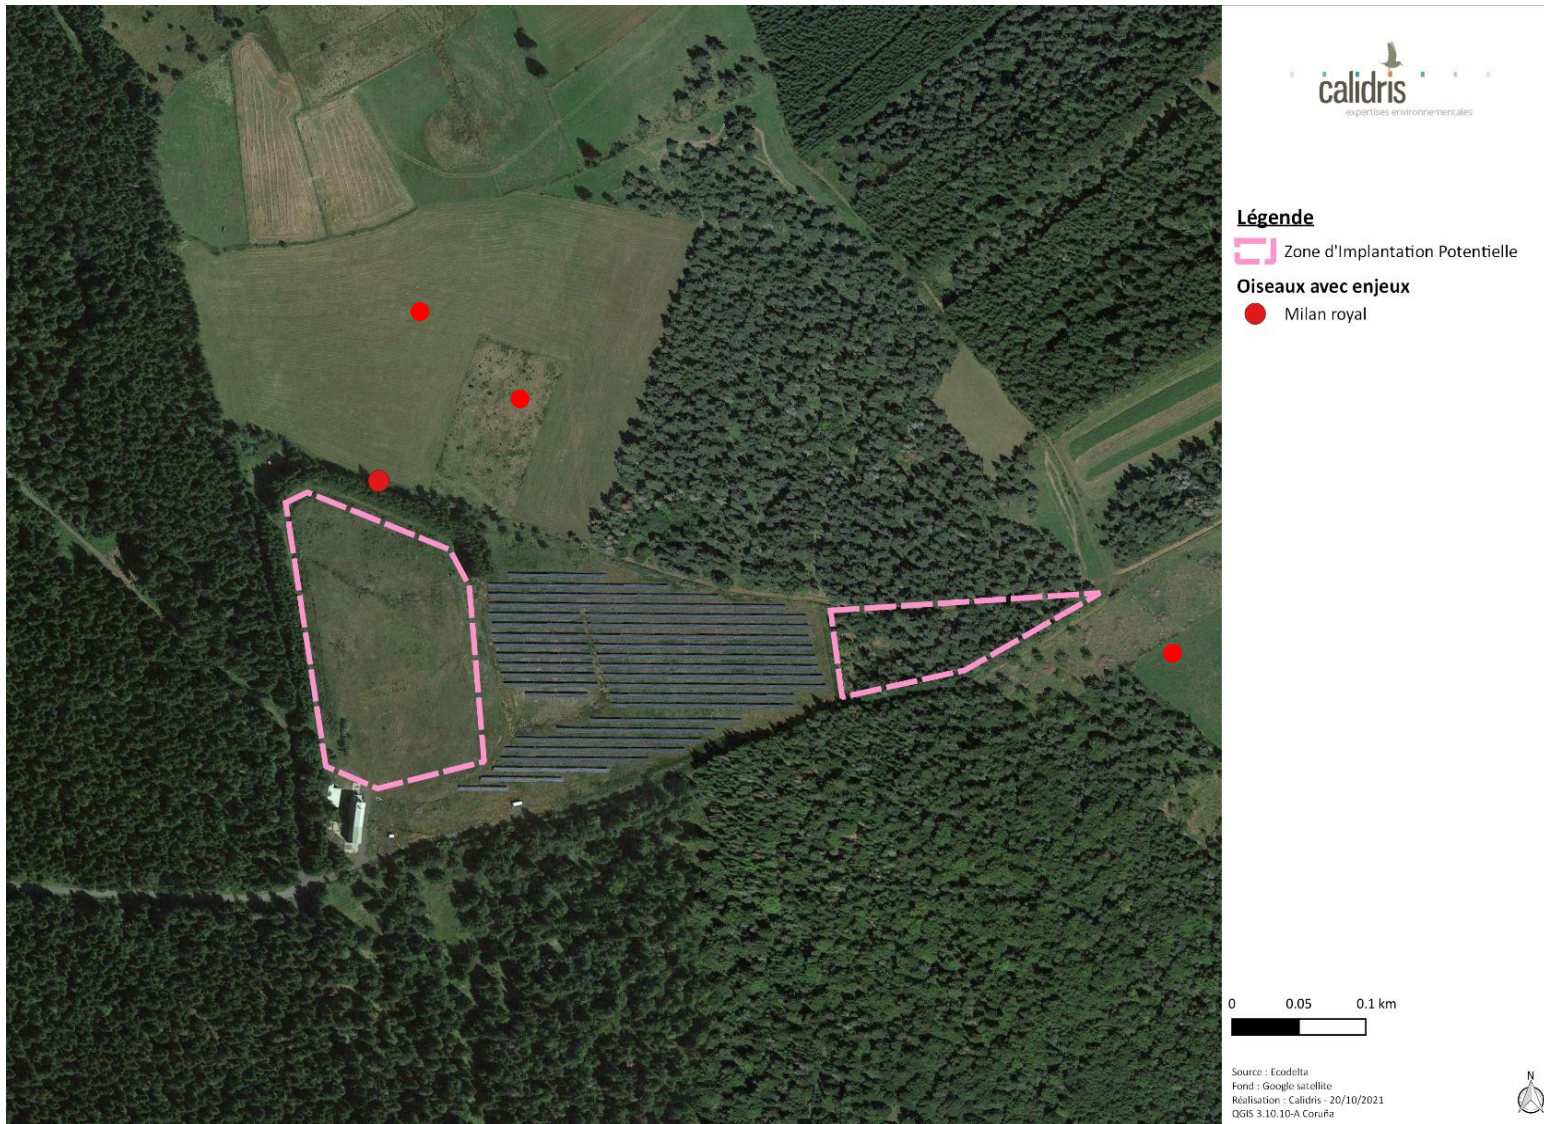 calidris
expertises environnementales
Légende
Zone d'Implantation Potentielle
Oiseaux avec enjeux
Milan royal
0 0.05 0.1 km
Source : Ecodelta
Fond : Google satellite
Réalisation : Calidris - 20/10/2021
QGIS 3.10.10-A Coruña
N